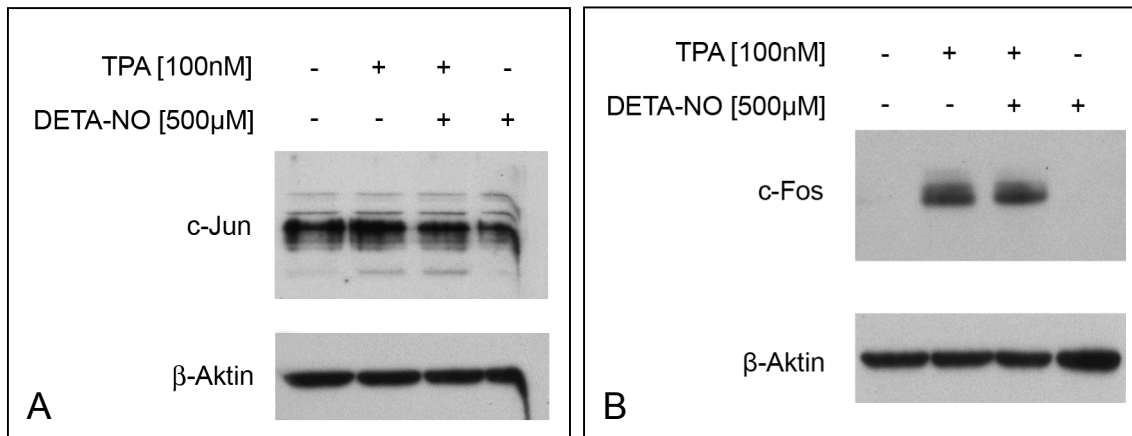 TPA [100nM] - + + -
DETA-NO [500µM] - - + +
c-Jun
β-Aktin
A
TPA [100nM] - + + -
DETA-NO [500µM] - - + +
c-Fos
β-Aktin
B